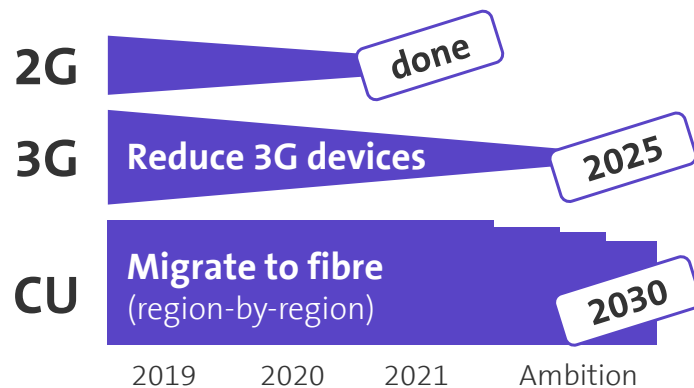 2G
done
3G
Reduce 3G devices
2025
CU
Migrate to fibre
(region-by-region)
2030
2019 2020 2021 Ambition